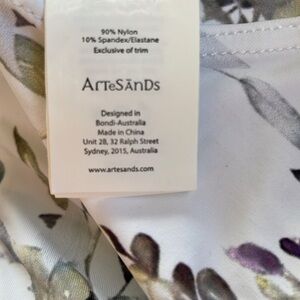 90% Nylon
10% Spandex/Elastane
Exclusive of trim
ARTeSĀNDS
Designed in
Bondi-Australia
Made in China
Unit 2B, 32 Ralph Street
Sydney, 2015, Australia
www.artesands.com